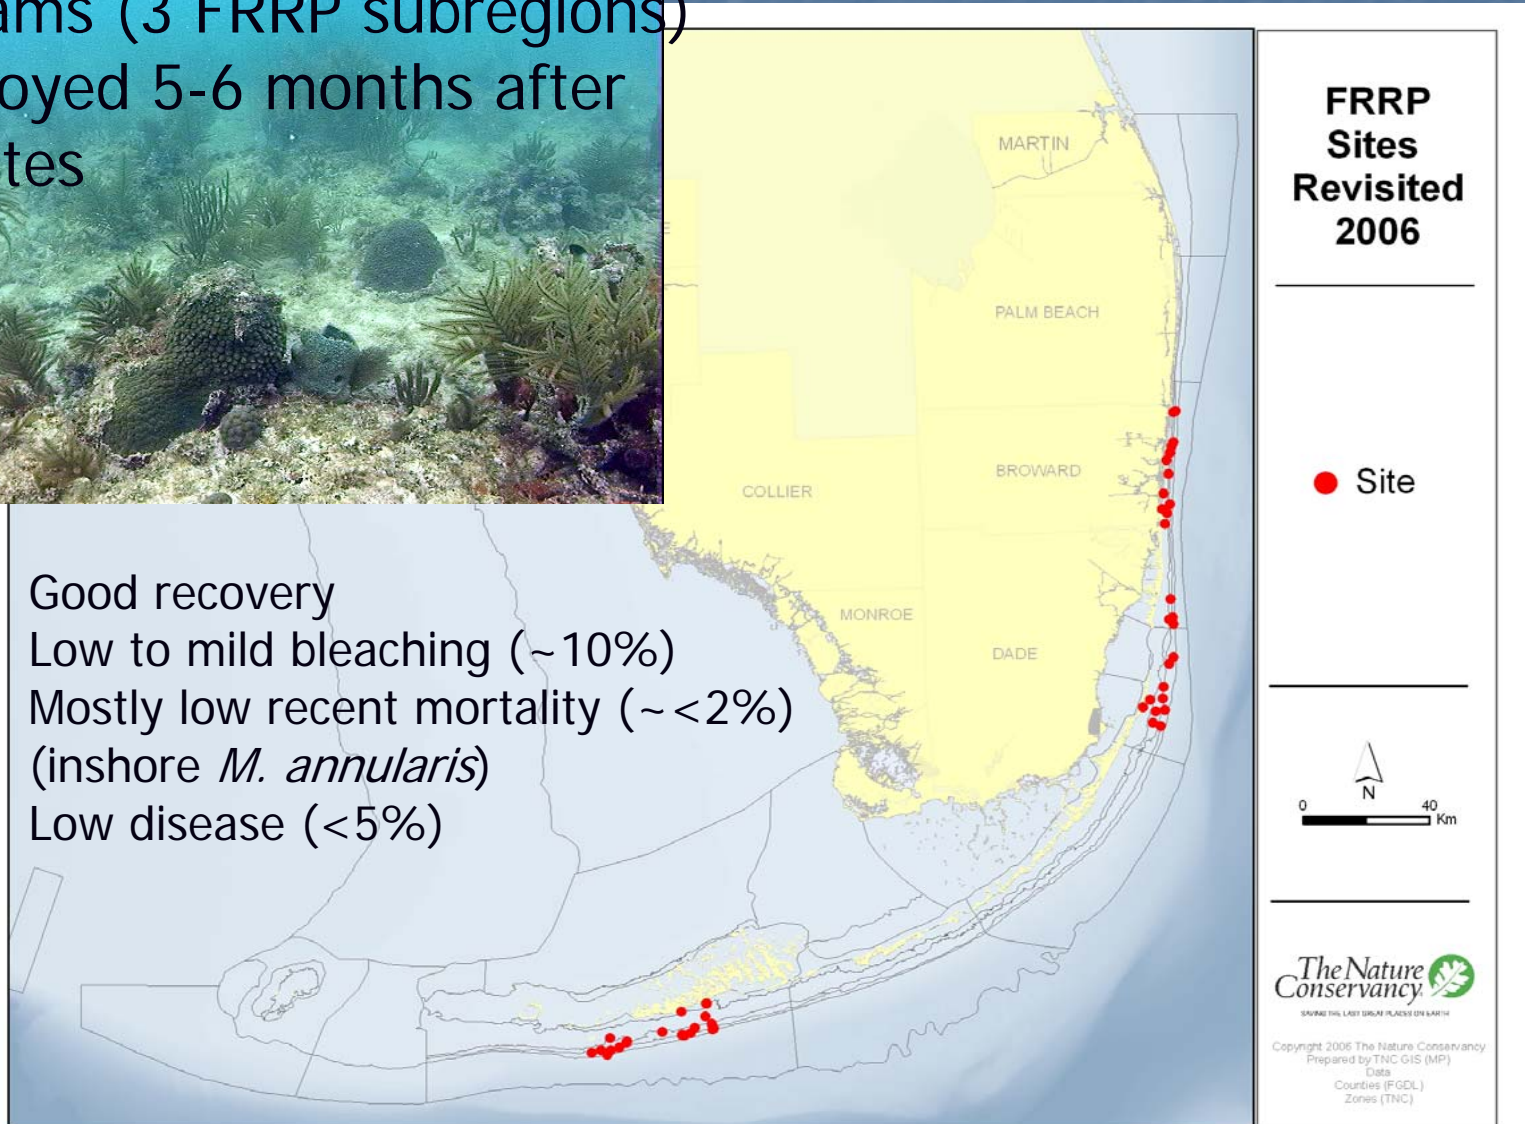 ams (3 FRRP subregions)
oyed 5-6 months after
tes
FRRP
Sites
Revisited
2006
MARTIN
PALM BEACH
BROWARD
COLLIER
MONROE
DADE
Site
Good recovery
Low to mild bleaching (~10%)
Mostly low recent mortality (~<2%)
(inshore M. annularis)
Low disease (<5%)
N
0 40
Km
The Nature
Conservancy
SAVING THE LAST GREAT PLACES ON EARTH
Copyright 2006 The Nature Conservancy
Prepared by TNC GIS (MP)
Data
Counties (FGDL)
Zones (TNC)